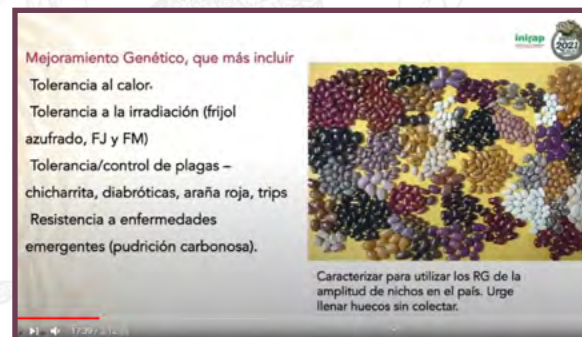 inifap
2021
Mejoramiento Genético, que más incluir
Tolerancia al calor.
Tolerancia a la irradiación (frijol
azufrado, FJ y FM)
Tolerancia/control de plagas –
chicharrita, diabróticas, araña roja, trips
Resistencia a enfermedades
emergentes (pudrición carbonosa).
Caracterizar para utilizar los RG de la
amplitud de nichos en el país. Urge
llenar huecos sin colectar.